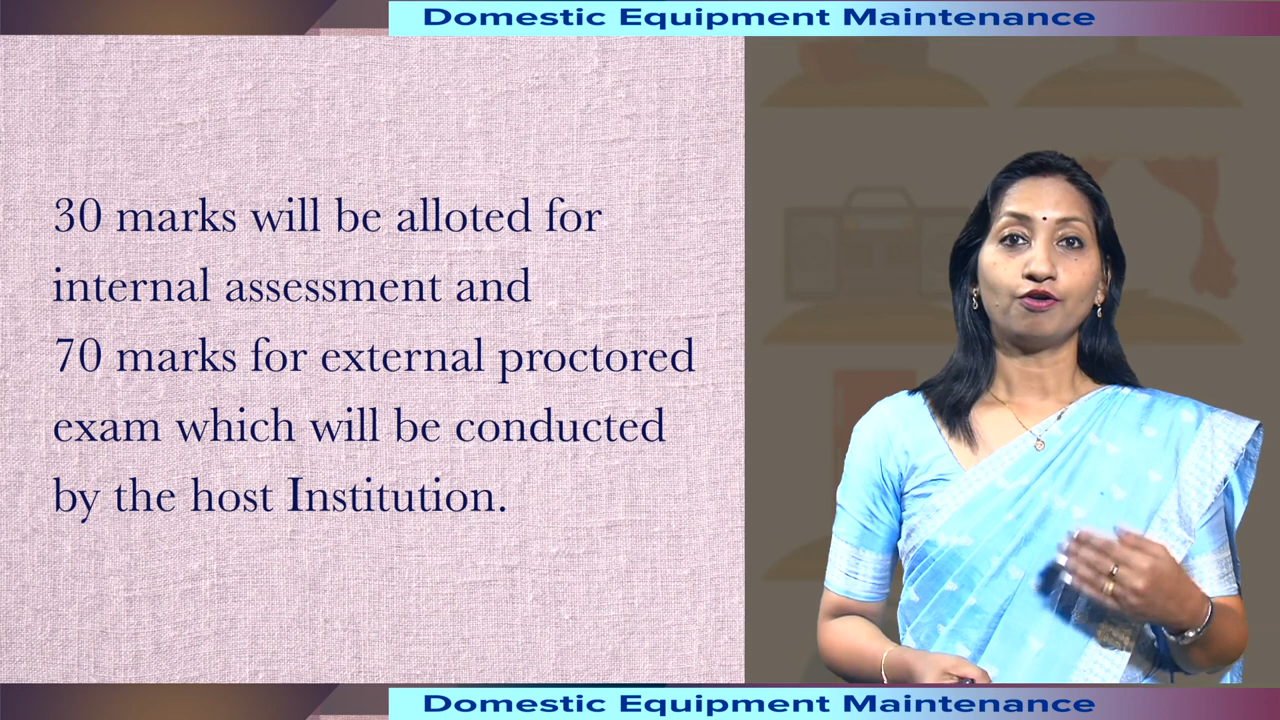 Domestic Equipment Maintenance
30 marks will be alloted for
internal assessment and
70 marks for external proctored
exam which will be conducted
by the host Institution.
Domestic Equipment Maintenance